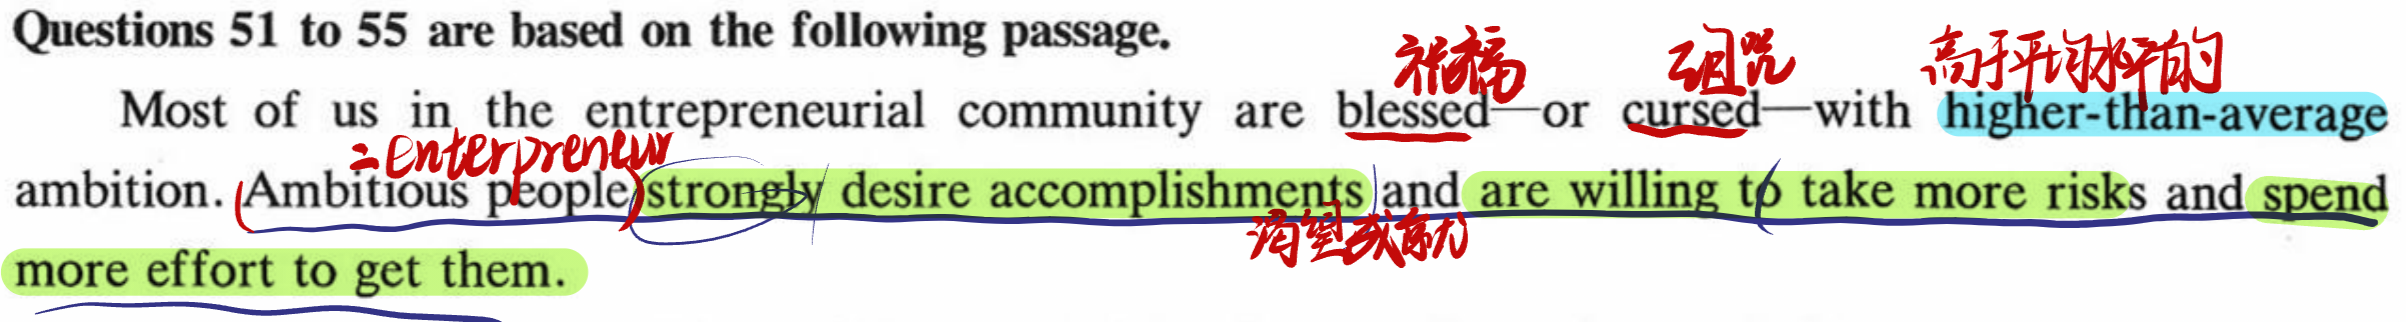 Questions 51 to 55 are based on the following passage.
祝福 诅咒 高于平均水平的
Most of us in the entrepreneurial community are blessed—or cursed—with higher-than-average
=enterpreneur
ambition. (Ambitious people) strongly desire accomplishments and are willing to take more risks and spend
渴望成就
more effort to get them.